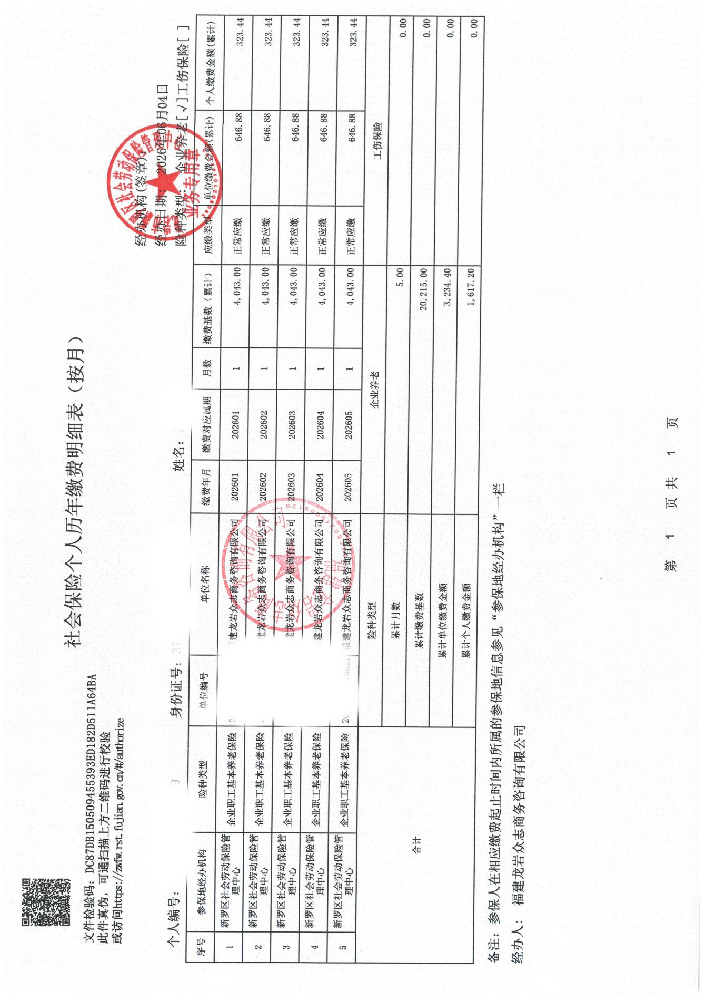 社会保险个人历年缴费明细表（按月）
文件检验码：DC87DB15050945539 3ED182D511A64BA
此件真伪，可通扫描上方二维码进行校验
或访问https://zwfw.rst.fujian.gov.cn/#/authorize
经办机构(签章)：
经办日期：2026年06月04日
个人编号： 9 身份证号：37 姓名： 险种类型：企业养老[√]工伤保险[ ]
序号 参保地经办机构 险种类型 单位编号 单位名称 缴费年月 缴费对应属期 月数 缴费基数（累计） 应缴类型 单位缴费金额(累计) 个人缴费金额(累计)
1 新罗区社会劳动保险管理中心 企业职工基本养老保险 建龙岩众志商务咨询有限公司 202601 202601 1 4,043.00 正常应缴 646.88 323.44
2 新罗区社会劳动保险管理中心 企业职工基本养老保险 建龙岩众志商务咨询有限公司 202602 202602 1 4,043.00 正常应缴 646.88 323.44
3 新罗区社会劳动保险管理中心 企业职工基本养老保险 建龙岩众志商务咨询有限公司 202603 202603 1 4,043.00 正常应缴 646.88 323.44
4 新罗区社会劳动保险管理中心 企业职工基本养老保险 建龙岩众志商务咨询有限公司 202604 202604 1 4,043.00 正常应缴 646.88 323.44
5 新罗区社会劳动保险管理中心 企业职工基本养老保险 20 福建龙岩众志商务咨询有限公司 202605 202605 1 4,043.00 正常应缴 646.88 323.44
合计 险种类型 企业养老 工伤保险
累计月数 5.00 0.00
累计缴费基数 20,215.00 0.00
累计单位缴费金额 3,234.40 0.00
累计个人缴费金额 1,617.20 0.00
备注：参保人在相应缴费起止时间内所属的参保地信息参见“参保地经办机构”一栏
经办人： 福建龙岩众志商务咨询有限公司
第 1 页 共 1 页
业务专用章